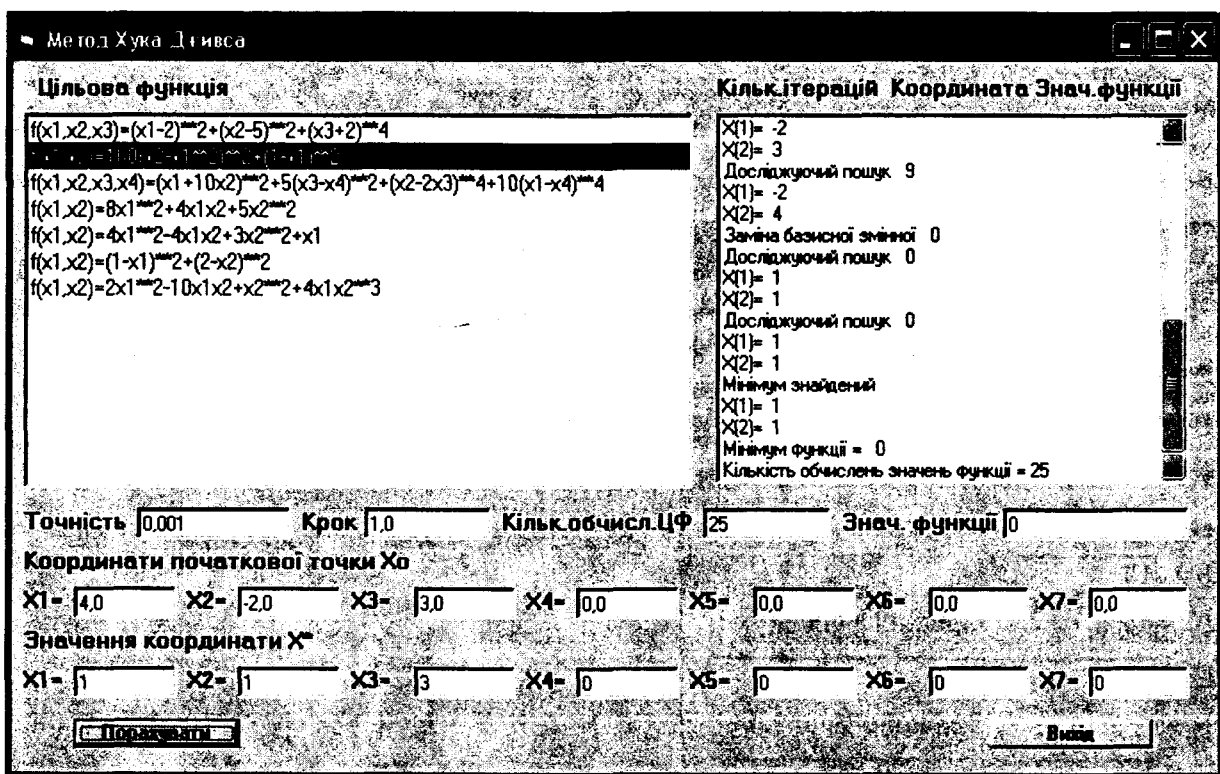 Метод Хука Дживса
Цільова функція
Кільк.ітерацій Координата Знач.функції
f(x1,x2,x3)=(x1-2)^2+(x2-5)^2+(x3+2)^4
f(x1,x2,x3,x4)=(x1+10x2)^2+5(x3-x4)^2+(x2-2x3)^4+10(x1-x4)^4
f(x1,x2)=8x1^2+4x1x2+5x2^2
f(x1,x2)=4x1^2-4x1x2+3x2^2+x1
f(x1,x2)=(1-x1)^2+(2-x2)^2
f(x1,x2)=2x1^2-10x1x2+x2^2+4x1x2^3
X(1)= -2
X(2)= 3
Досліджуючий пошук 9
X(1)= -2
X(2)= 4
Заміна базисної змінної 0
Досліджуючий пошук 0
X(1)= 1
X(2)= 1
Досліджуючий пошук 0
X(1)= 1
X(2)= 1
Мінімум знайдений
X(1)= 1
X(2)= 1
Мінімум функції = 0
Кількість обчислень значень функції = 25
Точність 0,001 Крок 1,0 Кільк.обчисл.ЦФ 25 Знач. функції 0
Координати початкової точки Xo
X1= 4,0 X2= -2,0 X3= 3,0 X4= 0,0 X5= 0,0 X6= 0,0 X7= 0,0
Значення координати X*
X1= 1 X2= 1 X3= 3 X4= 0 X5= 0 X6= 0 X7= 0
Порахувати Вихід